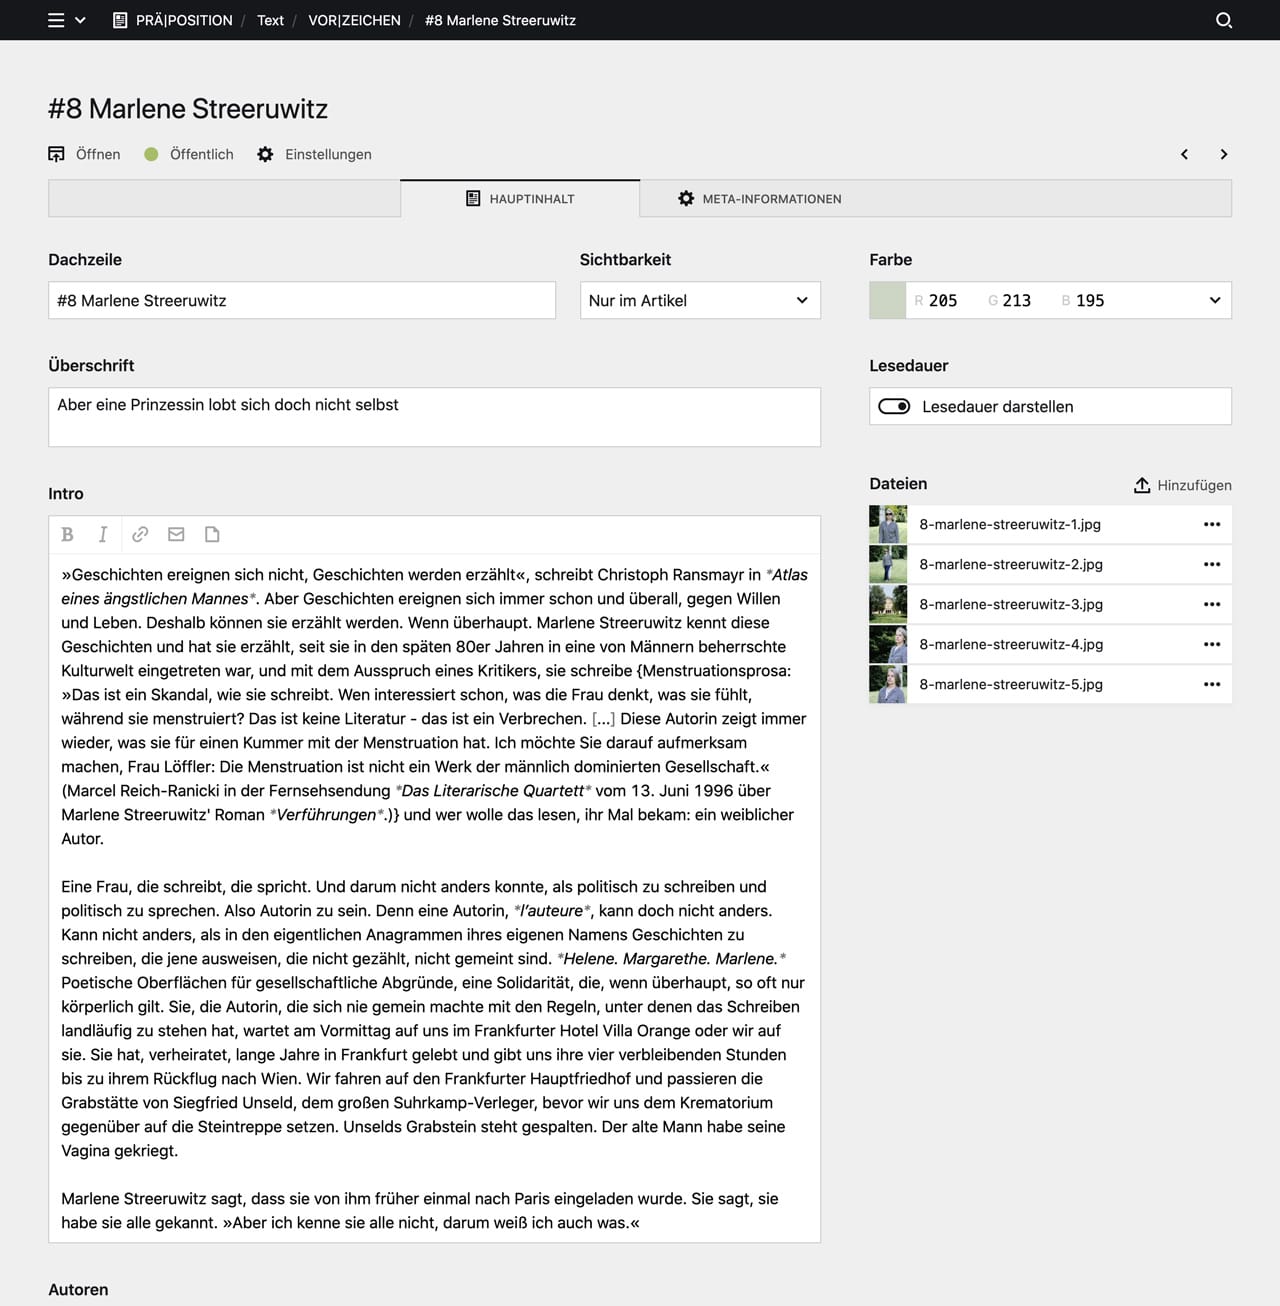 PRÄ|POSITION / Text / VOR|ZEICHEN / #8 Marlene Streeruwitz
#8 Marlene Streeruwitz
Öffnen Öffentlich Einstellungen
HAUPTINHALT META-INFORMATIONEN
Dachzeile
#8 Marlene Streeruwitz
Sichtbarkeit
Nur im Artikel
Farbe
R 205 G 213 B 195
Überschrift
Aber eine Prinzessin lobt sich doch nicht selbst
Lesedauer
Lesedauer darstellen
Intro
B I
»Geschichten ereignen sich nicht, Geschichten werden erzählt«, schreibt Christoph Ransmayr in *Atlas
eines ängstlichen Mannes*. Aber Geschichten ereignen sich immer schon und überall, gegen Willen
und Leben. Deshalb können sie erzählt werden. Wenn überhaupt. Marlene Streeruwitz kennt diese
Geschichten und hat sie erzählt, seit sie in den späten 80er Jahren in eine von Männern beherrschte
Kulturwelt eingetreten war, und mit dem Ausspruch eines Kritikers, sie schreibe {Menstruationsprosa:
»Das ist ein Skandal, wie sie schreibt. Wen interessiert schon, was die Frau denkt, was sie fühlt,
während sie menstruiert? Das ist keine Literatur - das ist ein Verbrechen. [...] Diese Autorin zeigt immer
wieder, was sie für einen Kummer mit der Menstruation hat. Ich möchte Sie darauf aufmerksam
machen, Frau Löffler: Die Menstruation ist nicht ein Werk der männlich dominierten Gesellschaft.«
(Marcel Reich-Ranicki in der Fernsehsendung *Das Literarische Quartett* vom 13. Juni 1996 über
Marlene Streeruwitz' Roman *Verführungen*.)} und wer wolle das lesen, ihr Mal bekam: ein weiblicher
Autor.
Eine Frau, die schreibt, die spricht. Und darum nicht anders konnte, als politisch zu schreiben und
politisch zu sprechen. Also Autorin zu sein. Denn eine Autorin, *l’auteure*, kann doch nicht anders.
Kann nicht anders, als in den eigentlichen Anagrammen ihres eigenen Namens Geschichten zu
schreiben, die jene ausweisen, die nicht gezählt, nicht gemeint sind. *Helene. Margarethe. Marlene.*
Poetische Oberflächen für gesellschaftliche Abgründe, eine Solidarität, die, wenn überhaupt, so oft nur
körperlich gilt. Sie, die Autorin, die sich nie gemein machte mit den Regeln, unter denen das Schreiben
landläufig zu stehen hat, wartet am Vormittag auf uns im Frankfurter Hotel Villa Orange oder wir auf
sie. Sie hat, verheiratet, lange Jahre in Frankfurt gelebt und gibt uns ihre vier verbleibenden Stunden
bis zu ihrem Rückflug nach Wien. Wir fahren auf den Frankfurter Hauptfriedhof und passieren die
Grabstätte von Siegfried Unseld, dem großen Suhrkamp-Verleger, bevor wir uns dem Krematorium
gegenüber auf die Steintreppe setzen. Unselds Grabstein steht gespalten. Der alte Mann habe seine
Vagina gekriegt.
Marlene Streeruwitz sagt, dass sie von ihm früher einmal nach Paris eingeladen wurde. Sie sagt, sie
habe sie alle gekannt. »Aber ich kenne sie alle nicht, darum weiß ich auch was.«
Dateien Hinzufügen
8-marlene-streeruwitz-1.jpg
8-marlene-streeruwitz-2.jpg
8-marlene-streeruwitz-3.jpg
8-marlene-streeruwitz-4.jpg
8-marlene-streeruwitz-5.jpg
Autoren